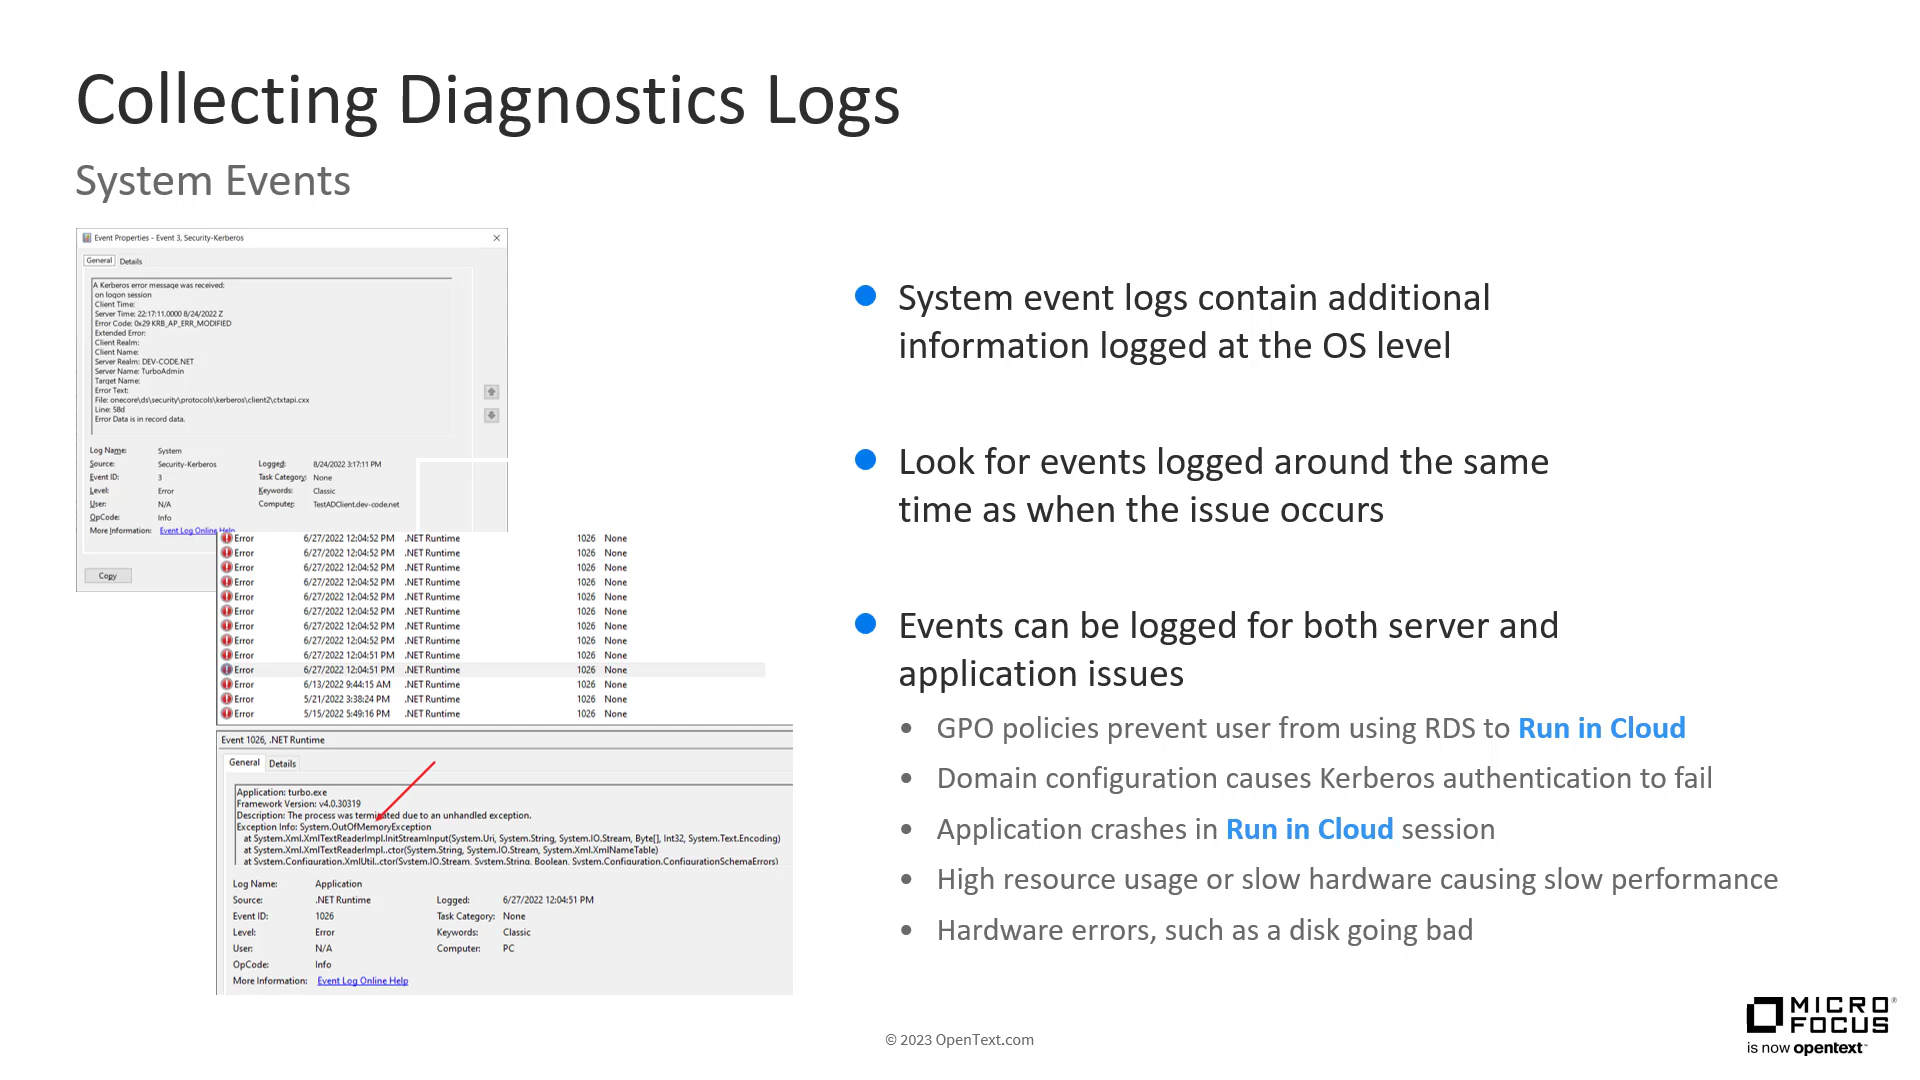 Collecting Diagnostics Logs
System Events
Event Properties - Event 3, Security-Kerberos
General Details
A Kerberos error message was received:
on logon session
Client Time:
Server Time: 22:17:11.0000 8/24/2022 Z
Error Code: 0x29 KRB_AP_ERR_MODIFIED
Extended Error:
Client Realm:
Client Name:
Server Realm: DEV-CODE.NET
Server Name: TurboAdmin
Target Name:
Error Text:
File: onecore\ds\security\protocols\kerberos\client2\ctxtapi.cxx
Line: 58d
Error Data is in record data.
Log Name: System
Source: Security-Kerberos Logged: 8/24/2022 3:17:11 PM
Event ID: 3 Task Category: None
Level: Error Keywords: Classic
User: N/A Computer: TestADClient.dev-code.net
OpCode: Info
More Information: Event Log Online Help
Copy
Error 6/27/2022 12:04:52 PM .NET Runtime 1026 None
Error 6/27/2022 12:04:52 PM .NET Runtime 1026 None
Error 6/27/2022 12:04:52 PM .NET Runtime 1026 None
Error 6/27/2022 12:04:52 PM .NET Runtime 1026 None
Error 6/27/2022 12:04:52 PM .NET Runtime 1026 None
Error 6/27/2022 12:04:52 PM .NET Runtime 1026 None
Error 6/27/2022 12:04:52 PM .NET Runtime 1026 None
Error 6/27/2022 12:04:52 PM .NET Runtime 1026 None
Error 6/27/2022 12:04:51 PM .NET Runtime 1026 None
Error 6/27/2022 12:04:51 PM .NET Runtime 1026 None
Error 6/13/2022 9:44:15 AM .NET Runtime 1026 None
Error 5/21/2022 3:38:24 PM .NET Runtime 1026 None
Error 5/15/2022 5:49:16 PM .NET Runtime 1026 None
Event 1026, .NET Runtime
General Details
Application: turbo.exe
Framework Version: v4.0.30319
Description: The process was terminated due to an unhandled exception.
Exception Info: System.OutOfMemoryException
at System.Xml.XmlTextReaderImpl.InitStreamInput(System.Uri, System.String, System.IO.Stream, Byte[], Int32, System.Text.Encoding)
at System.Xml.XmlTextReaderImpl..ctor(System.String, System.IO.Stream, System.Xml.XmlNameTable)
at System.Configuration.XmlUtil..ctor(System.IO.Stream, System.String, Boolean, System.Configuration.ConfigurationSchemaErrors)
Log Name: Application
Source: .NET Runtime Logged: 6/27/2022 12:04:51 PM
Event ID: 1026 Task Category: None
Level: Error Keywords: Classic
User: N/A Computer: PC
OpCode: Info
More Information: Event Log Online Help
System event logs contain additional
information logged at the OS level
Look for events logged around the same
time as when the issue occurs
Events can be logged for both server and
application issues
• GPO policies prevent user from using RDS to Run in Cloud
• Domain configuration causes Kerberos authentication to fail
• Application crashes in Run in Cloud session
• High resource usage or slow hardware causing slow performance
• Hardware errors, such as a disk going bad
© 2023 OpenText.com
MICRO
FOCUS
is now opentext™